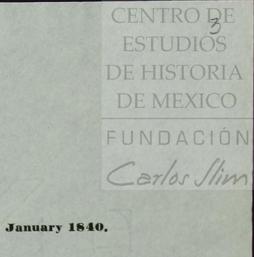 CENTRO DE
3
ESTUDIOS
DE HISTORIA
DE MEXICO
FUNDACIÓN
Carlos Slim
January 1840.